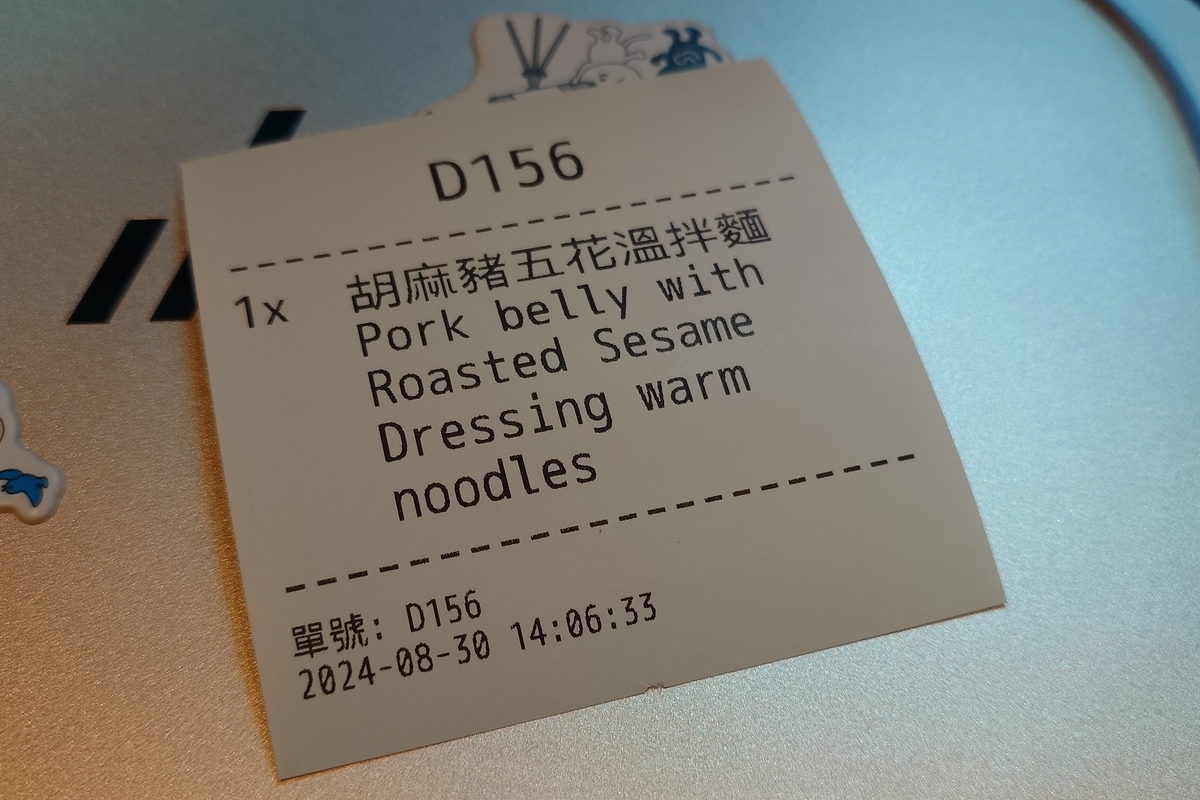 D156
1x 胡麻豬五花溫拌麵
Pork belly with
Roasted Sesame
Dressing warm
noodles
單號: D156
2024-08-30 14:06:33